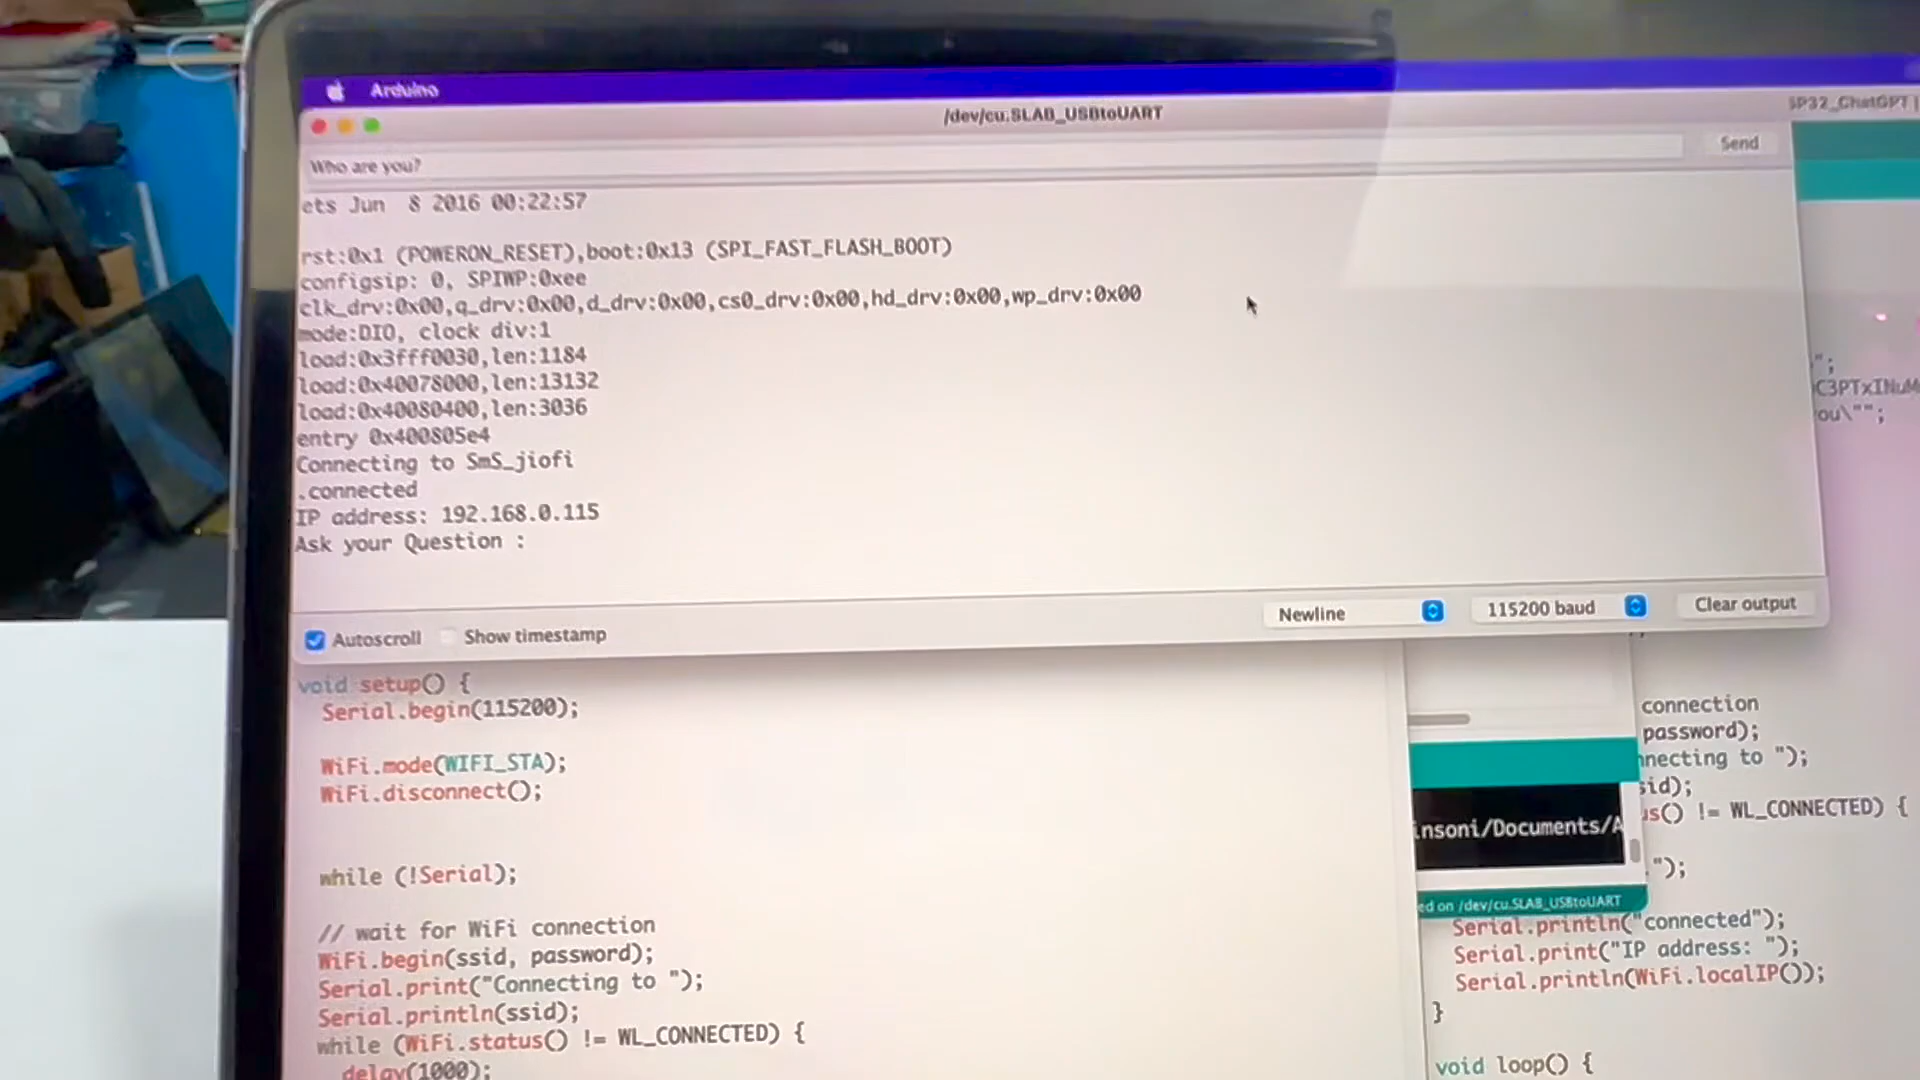 Arduino
/dev/cu.SLAB_USBtoUART
SP32_ChatGPT |
Who are you?
Send
ets Jun  8 2016 00:22:57
rst:0x1 (POWERON_RESET),boot:0x13 (SPI_FAST_FLASH_BOOT)
configsip: 0, SPIWP:0xee
clk_drv:0x00,q_drv:0x00,d_drv:0x00,cs0_drv:0x00,hd_drv:0x00,wp_drv:0x00
mode:DIO, clock div:1
load:0x3fff0030,len:1184
load:0x40078000,len:13132
load:0x40080400,len:3036
entry 0x400805e4
Connecting to SmS_jiofi
.connected
IP address: 192.168.0.115
Ask your Question :
";
C3PTxINuM
ou\"";
Autoscroll
Show timestamp
Newline
115200 baud
Clear output
void setup() {
Serial.begin(115200);
WiFi.mode(WIFI_STA);
WiFi.disconnect();
while (!Serial);
// wait for WiFi connection
WiFi.begin(ssid, password);
Serial.print("Connecting to ");
Serial.println(ssid);
while (WiFi.status() != WL_CONNECTED) {
delay(1000);
connection
password);
nnecting to ");
sid);
us() != WL_CONNECTED) {
insoni/Documents/A
");
ed on /dev/cu.SLAB_USBtoUART
Serial.println("connected");
Serial.print("IP address: ");
Serial.println(WiFi.localIP());
}
void loop() {